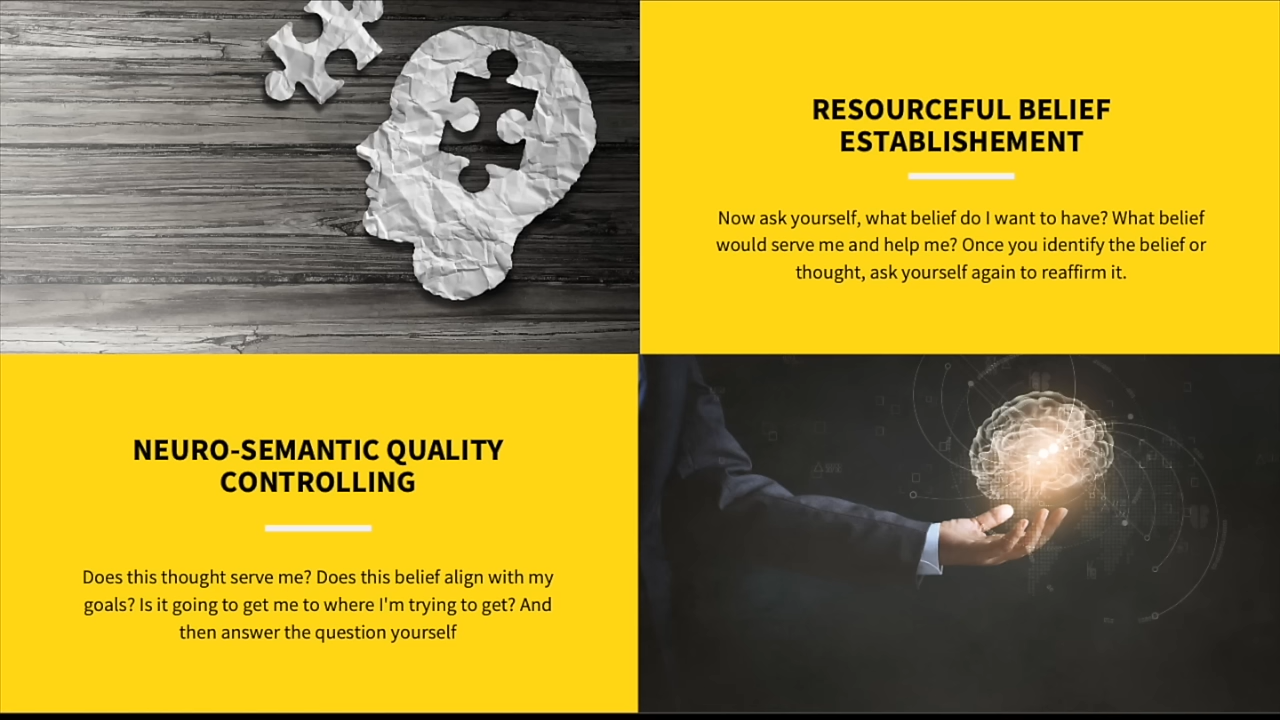 RESOURCEFUL BELIEF
ESTABLISHEMENT
Now ask yourself, what belief do I want to have? What belief
would serve me and help me? Once you identify the belief or
thought, ask yourself again to reaffirm it.
NEURO-SEMANTIC QUALITY
CONTROLLING
Does this thought serve me? Does this belief align with my
goals? Is it going to get me to where I'm trying to get? And
then answer the question yourself